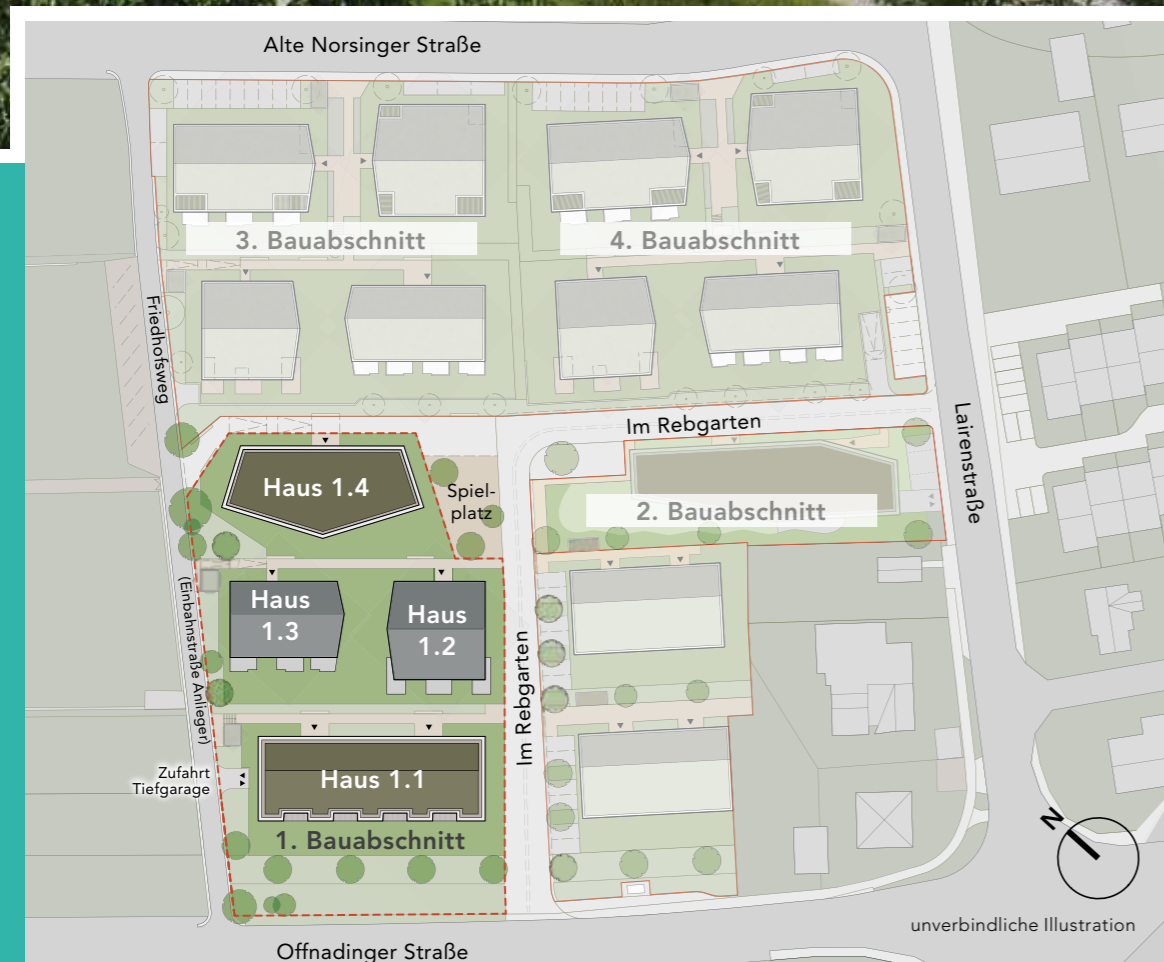 Alte Norsinger Straße
3. Bauabschnitt
4. Bauabschnitt
Friedhofsweg
Im Rebgarten
Lairenstraße
Haus 1.4
Spiel-
platz
2. Bauabschnitt
(Einbahnstraße Anlieger)
Haus
1.3
Haus
1.2
Im Rebgarten
Zufahrt
Tiefgarage
Haus 1.1
1. Bauabschnitt
N
unverbindliche Illustration
Offnadinger Straße